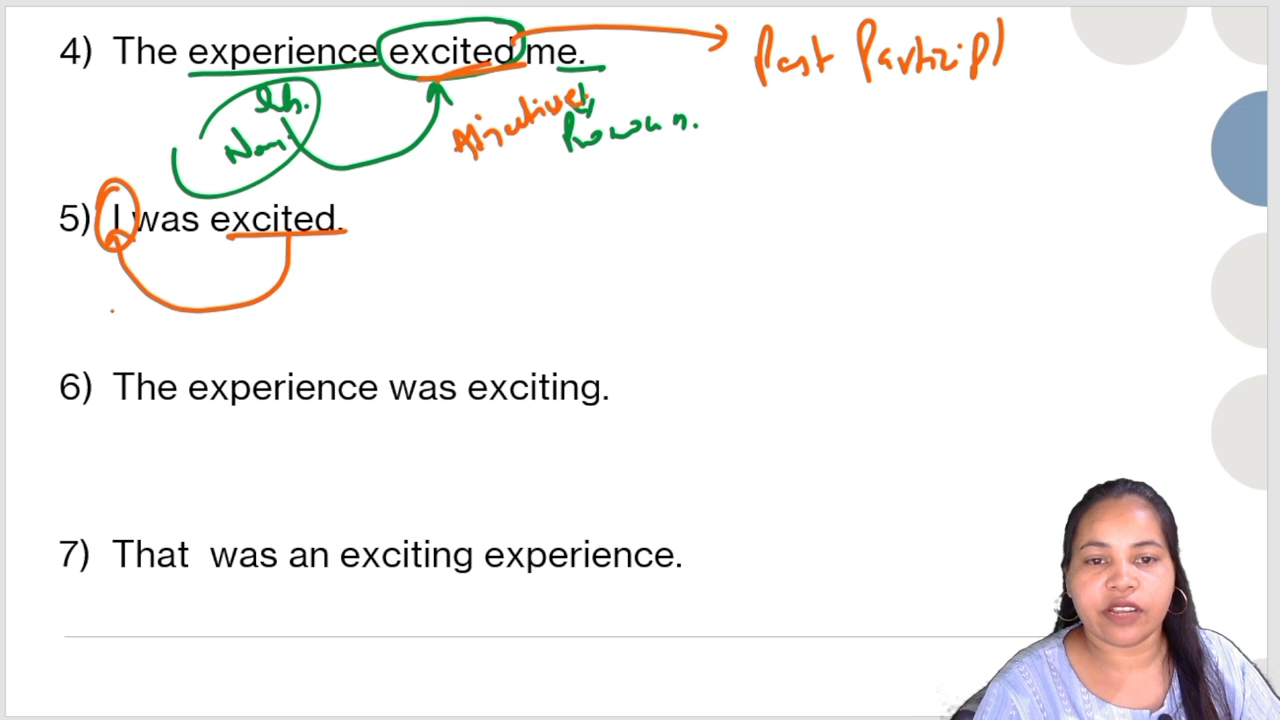 4) The experience excited me.
Past Participl
Sub.
Noun
Adjective
Pronoun.
5) I was excited.
6) The experience was exciting.
7) That was an exciting experience.